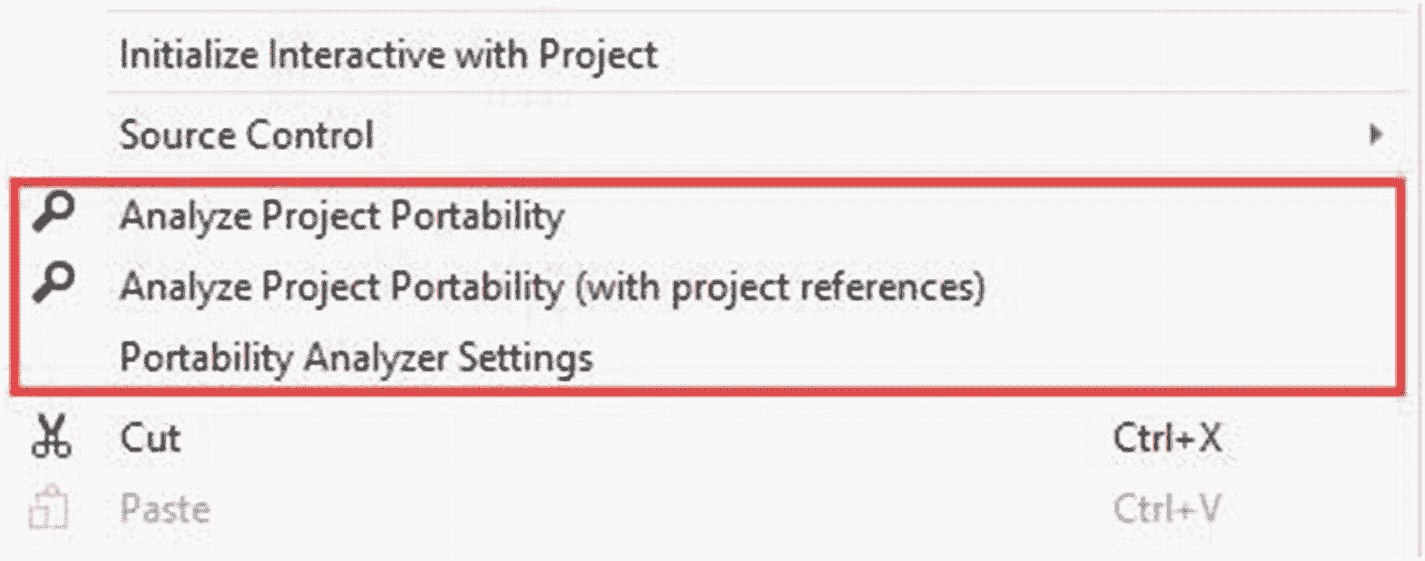 Initialize Interactive with Project
Source Control
Analyze Project Portability
Analyze Project Portability (with project references)
Portability Analyzer Settings
Cut Ctrl+X
Paste Ctrl+V